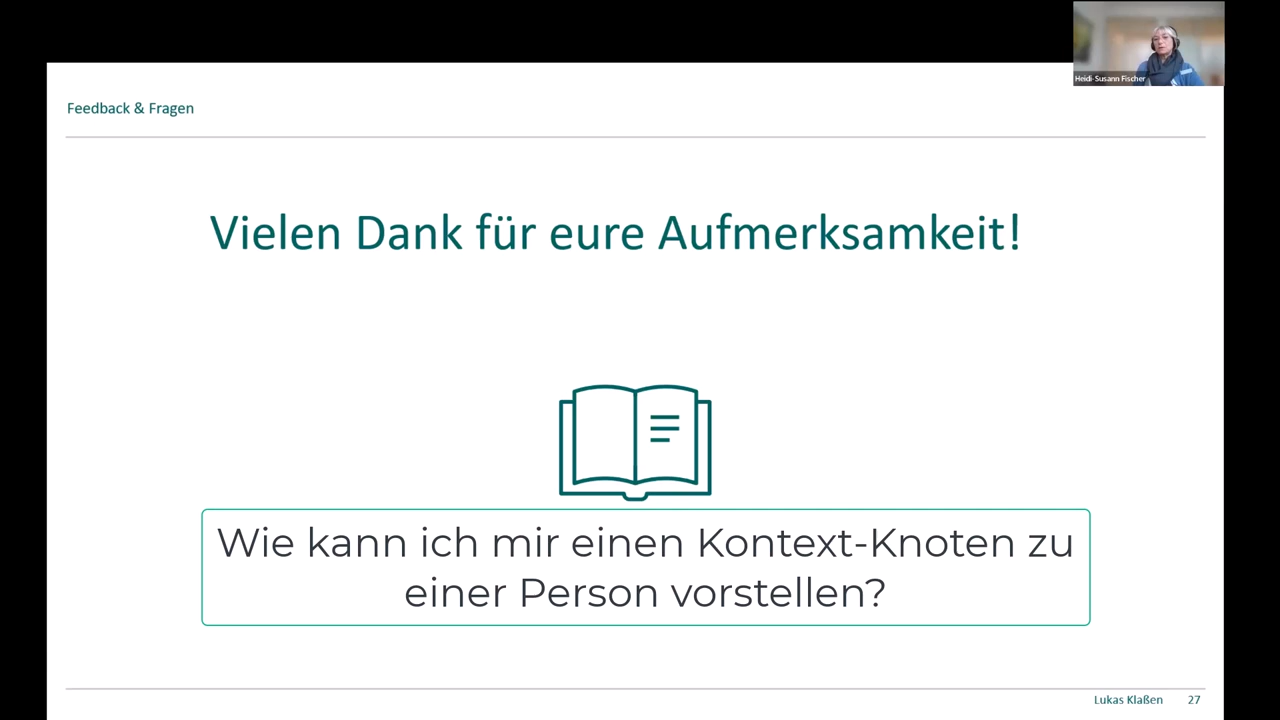 Heidi-Susann Fischer
Feedback & Fragen
Vielen Dank für eure Aufmerksamkeit!
Wie kann ich mir einen Kontext-Knoten zu
einer Person vorstellen?
Lukas Klaßen 27